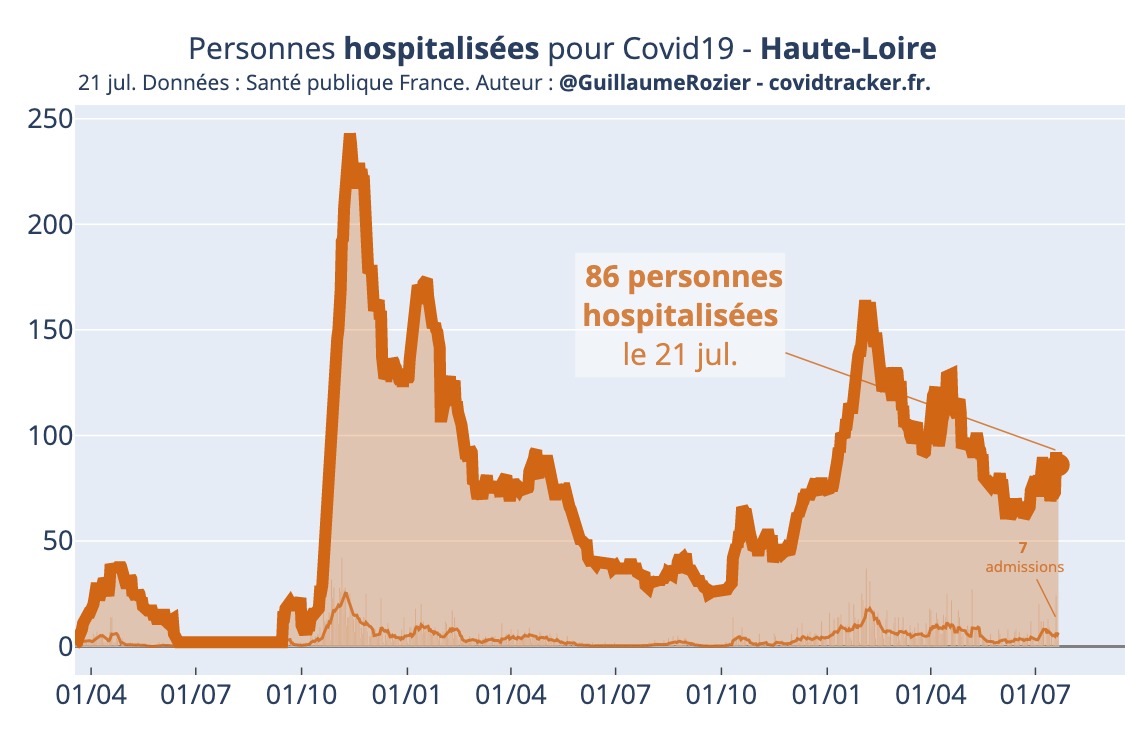 Personnes hospitalisées pour Covid19 - Haute-Loire
21 jul. Données : Santé publique France. Auteur : @GuillaumeRozier - covidtracker.fr.
250
200
150
100
50
0
86 personnes
hospitalisées
le 21 jul.
7
admissions
01/04 01/07 01/10 01/01 01/04 01/07 01/10 01/01 01/04 01/07